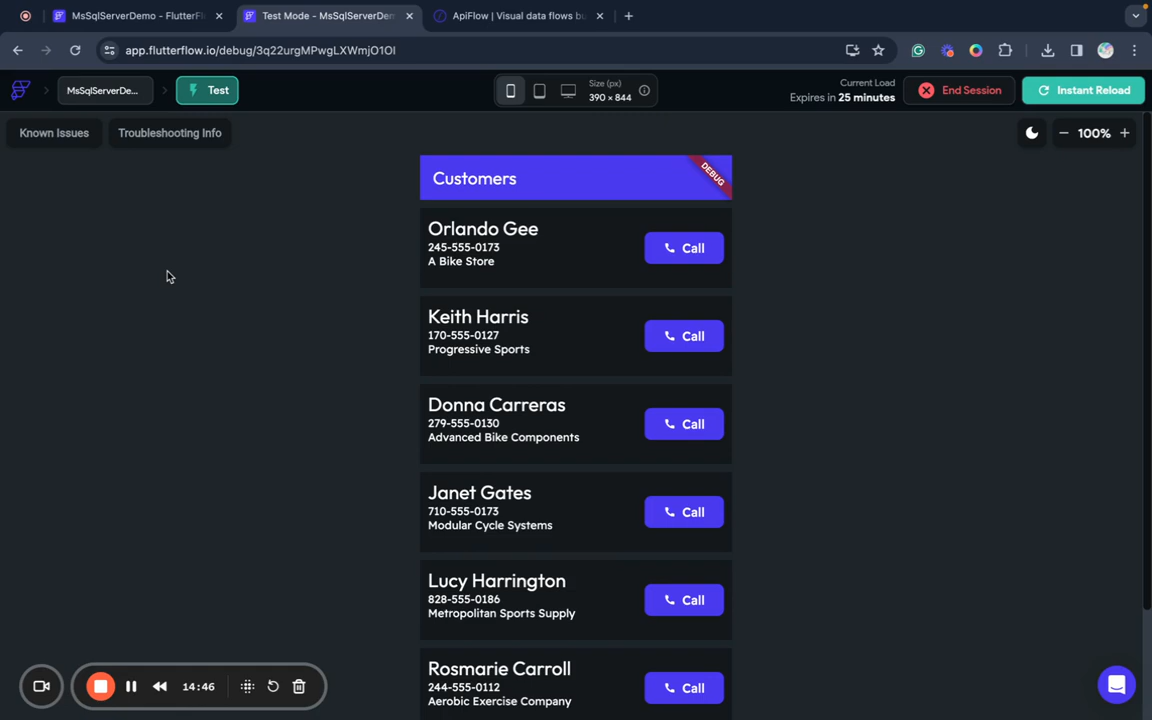 MsSqlServerDemo - FlutterFl
Test Mode - MsSqlServerDem
ApiFlow | Visual data flows bu
app.flutterflow.io/debug/3q22urgMPwgLXWmjO1OI
MsSqlServerDe...
Test
Size (px)
390 × 844
Current Load
Expires in 25 minutes
End Session
Instant Reload
Known Issues
Troubleshooting Info
100%
Customers
DEBUG
Orlando Gee
245-555-0173
A Bike Store
Call
Keith Harris
170-555-0127
Progressive Sports
Call
Donna Carreras
279-555-0130
Advanced Bike Components
Call
Janet Gates
710-555-0173
Modular Cycle Systems
Call
Lucy Harrington
828-555-0186
Metropolitan Sports Supply
Call
Rosmarie Carroll
244-555-0112
Aerobic Exercise Company
Call
14:46